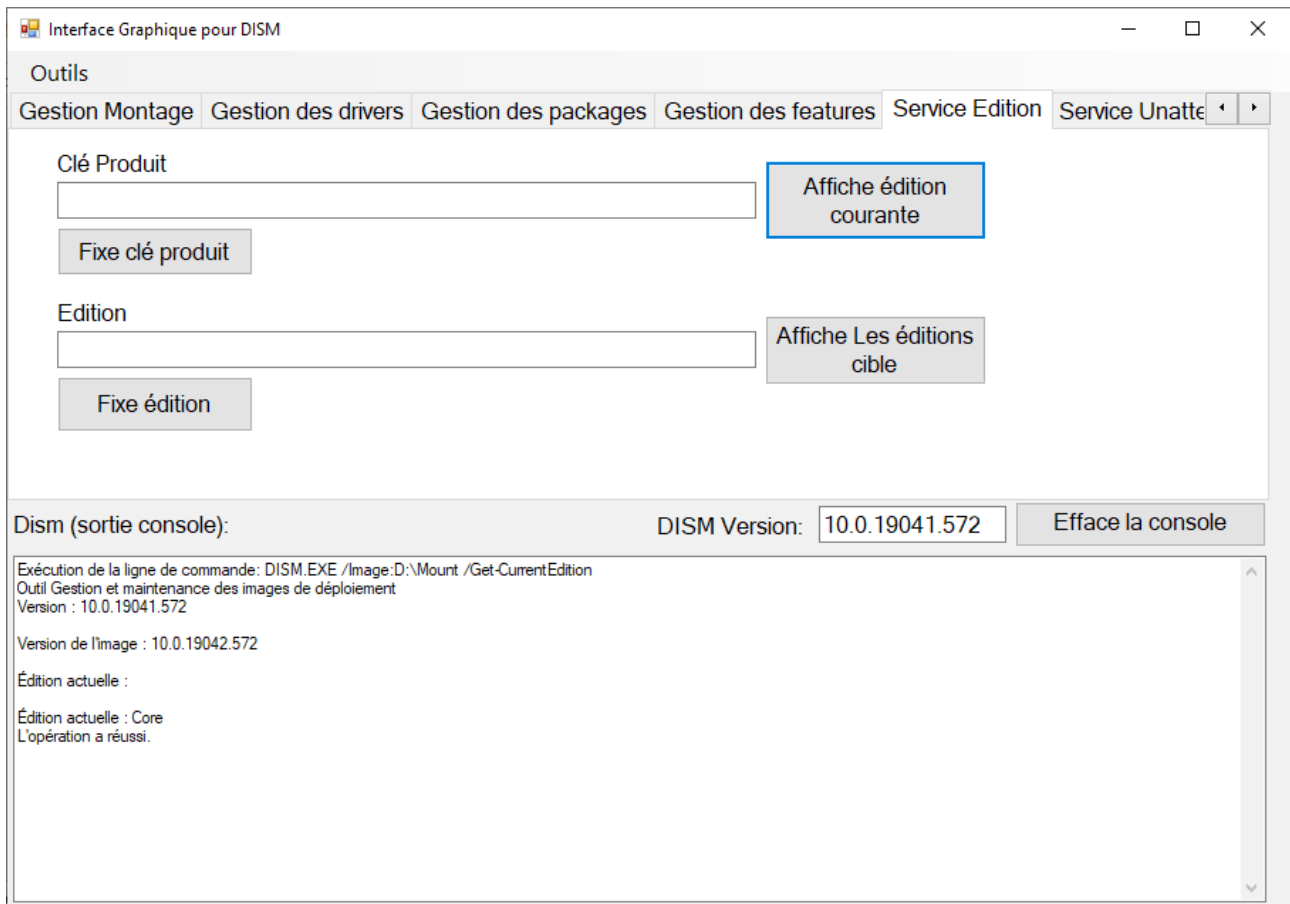 Interface Graphique pour DISM
Outils
Gestion Montage Gestion des drivers Gestion des packages Gestion des features Service Edition Service Unatte
Clé Produit
Affiche édition
courante
Fixe clé produit
Edition
Affiche Les éditions
cible
Fixe édition
Dism (sortie console): DISM Version: 10.0.19041.572 Efface la console
Exécution de la ligne de commande: DISM.EXE /Image:D:\Mount /Get-CurrentEdition
Outil Gestion et maintenance des images de déploiement
Version : 10.0.19041.572
Version de l'image : 10.0.19042.572
Édition actuelle :
Édition actuelle : Core
L'opération a réussi.